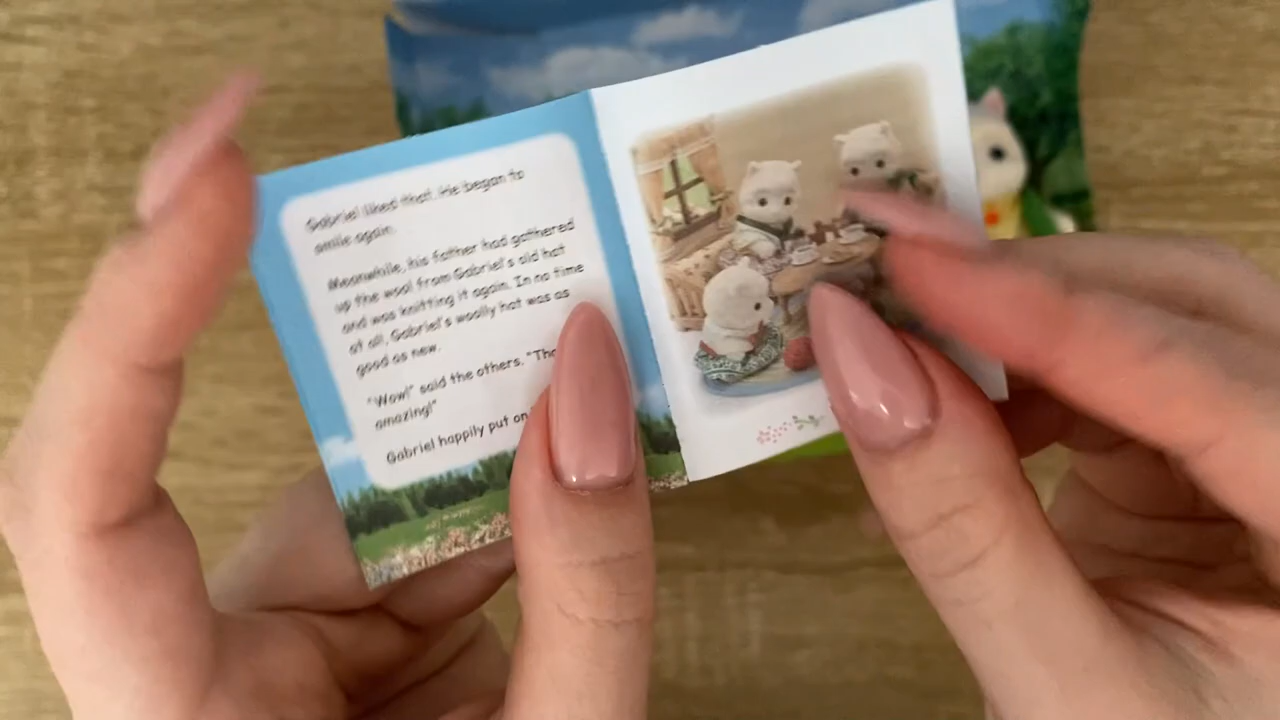 Gabriel liked that. He began to
smile again.
Meanwhile, his father had gathered
up the wool from Gabriel's old hat
and was knitting it again. In no time
at all, Gabriel's woolly hat was as
good as new.
"Wow!" said the others. "Tha
amazing!"
Gabriel happily put on